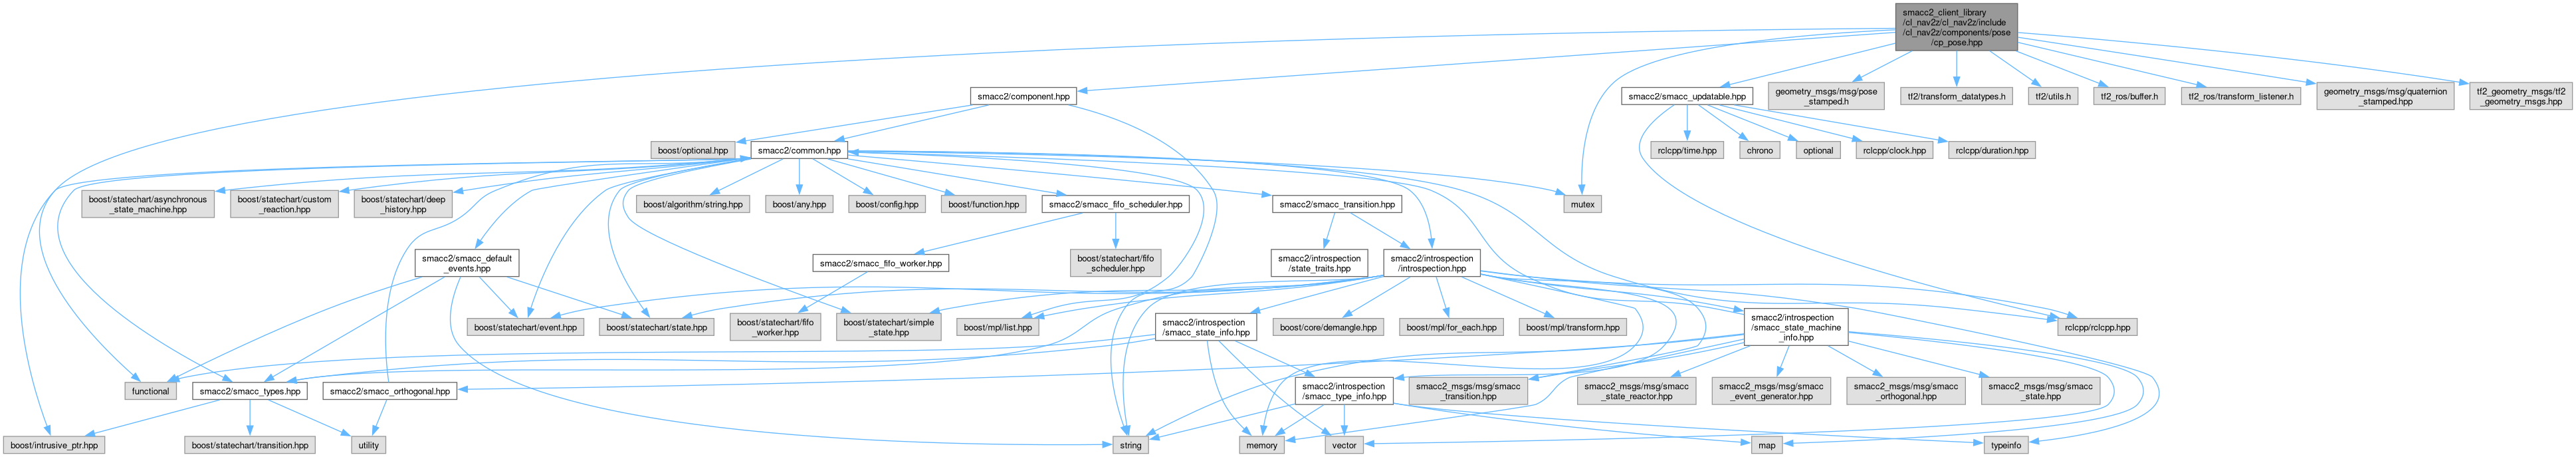 smacc2_client_library
/cl_nav2z/cl_nav2z/include
/cl_nav2z/components/pose
/cp_pose.hpp
smacc2/component.hpp
smacc2/smacc_updatable.hpp
geometry_msgs/msg/pose
_stamped.h
tf2/transform_datatypes.h
tf2/utils.h
tf2_ros/buffer.h
tf2_ros/transform_listener.h
geometry_msgs/msg/quaternion
_stamped.hpp
tf2_geometry_msgs/tf2
_geometry_msgs.hpp
boost/optional.hpp
smacc2/common.hpp
rclcpp/time.hpp
chrono
optional
rclcpp/clock.hpp
rclcpp/duration.hpp
boost/statechart/asynchronous
_state_machine.hpp
boost/statechart/custom
_reaction.hpp
boost/statechart/deep
_history.hpp
boost/algorithm/string.hpp
boost/any.hpp
boost/config.hpp
boost/function.hpp
smacc2/smacc_fifo_scheduler.hpp
smacc2/smacc_transition.hpp
mutex
smacc2/smacc_default
_events.hpp
smacc2/smacc_fifo_worker.hpp
boost/statechart/fifo
_scheduler.hpp
smacc2/introspection
/state_traits.hpp
smacc2/introspection
/introspection.hpp
boost/statechart/event.hpp
boost/statechart/state.hpp
boost/statechart/fifo
_worker.hpp
boost/statechart/simple
_state.hpp
boost/mpl/list.hpp
smacc2/introspection
/smacc_state_info.hpp
boost/core/demangle.hpp
boost/mpl/for_each.hpp
boost/mpl/transform.hpp
smacc2/introspection
/smacc_state_machine
_info.hpp
rclcpp/rclcpp.hpp
functional
smacc2/smacc_types.hpp
smacc2/smacc_orthogonal.hpp
smacc2/introspection
/smacc_type_info.hpp
smacc2_msgs/msg/smacc
_transition.hpp
smacc2_msgs/msg/smacc
_state_reactor.hpp
smacc2_msgs/msg/smacc
_event_generator.hpp
smacc2_msgs/msg/smacc
_orthogonal.hpp
smacc2_msgs/msg/smacc
_state.hpp
boost/intrusive_ptr.hpp
boost/statechart/transition.hpp
utility
string
memory
vector
map
typeinfo